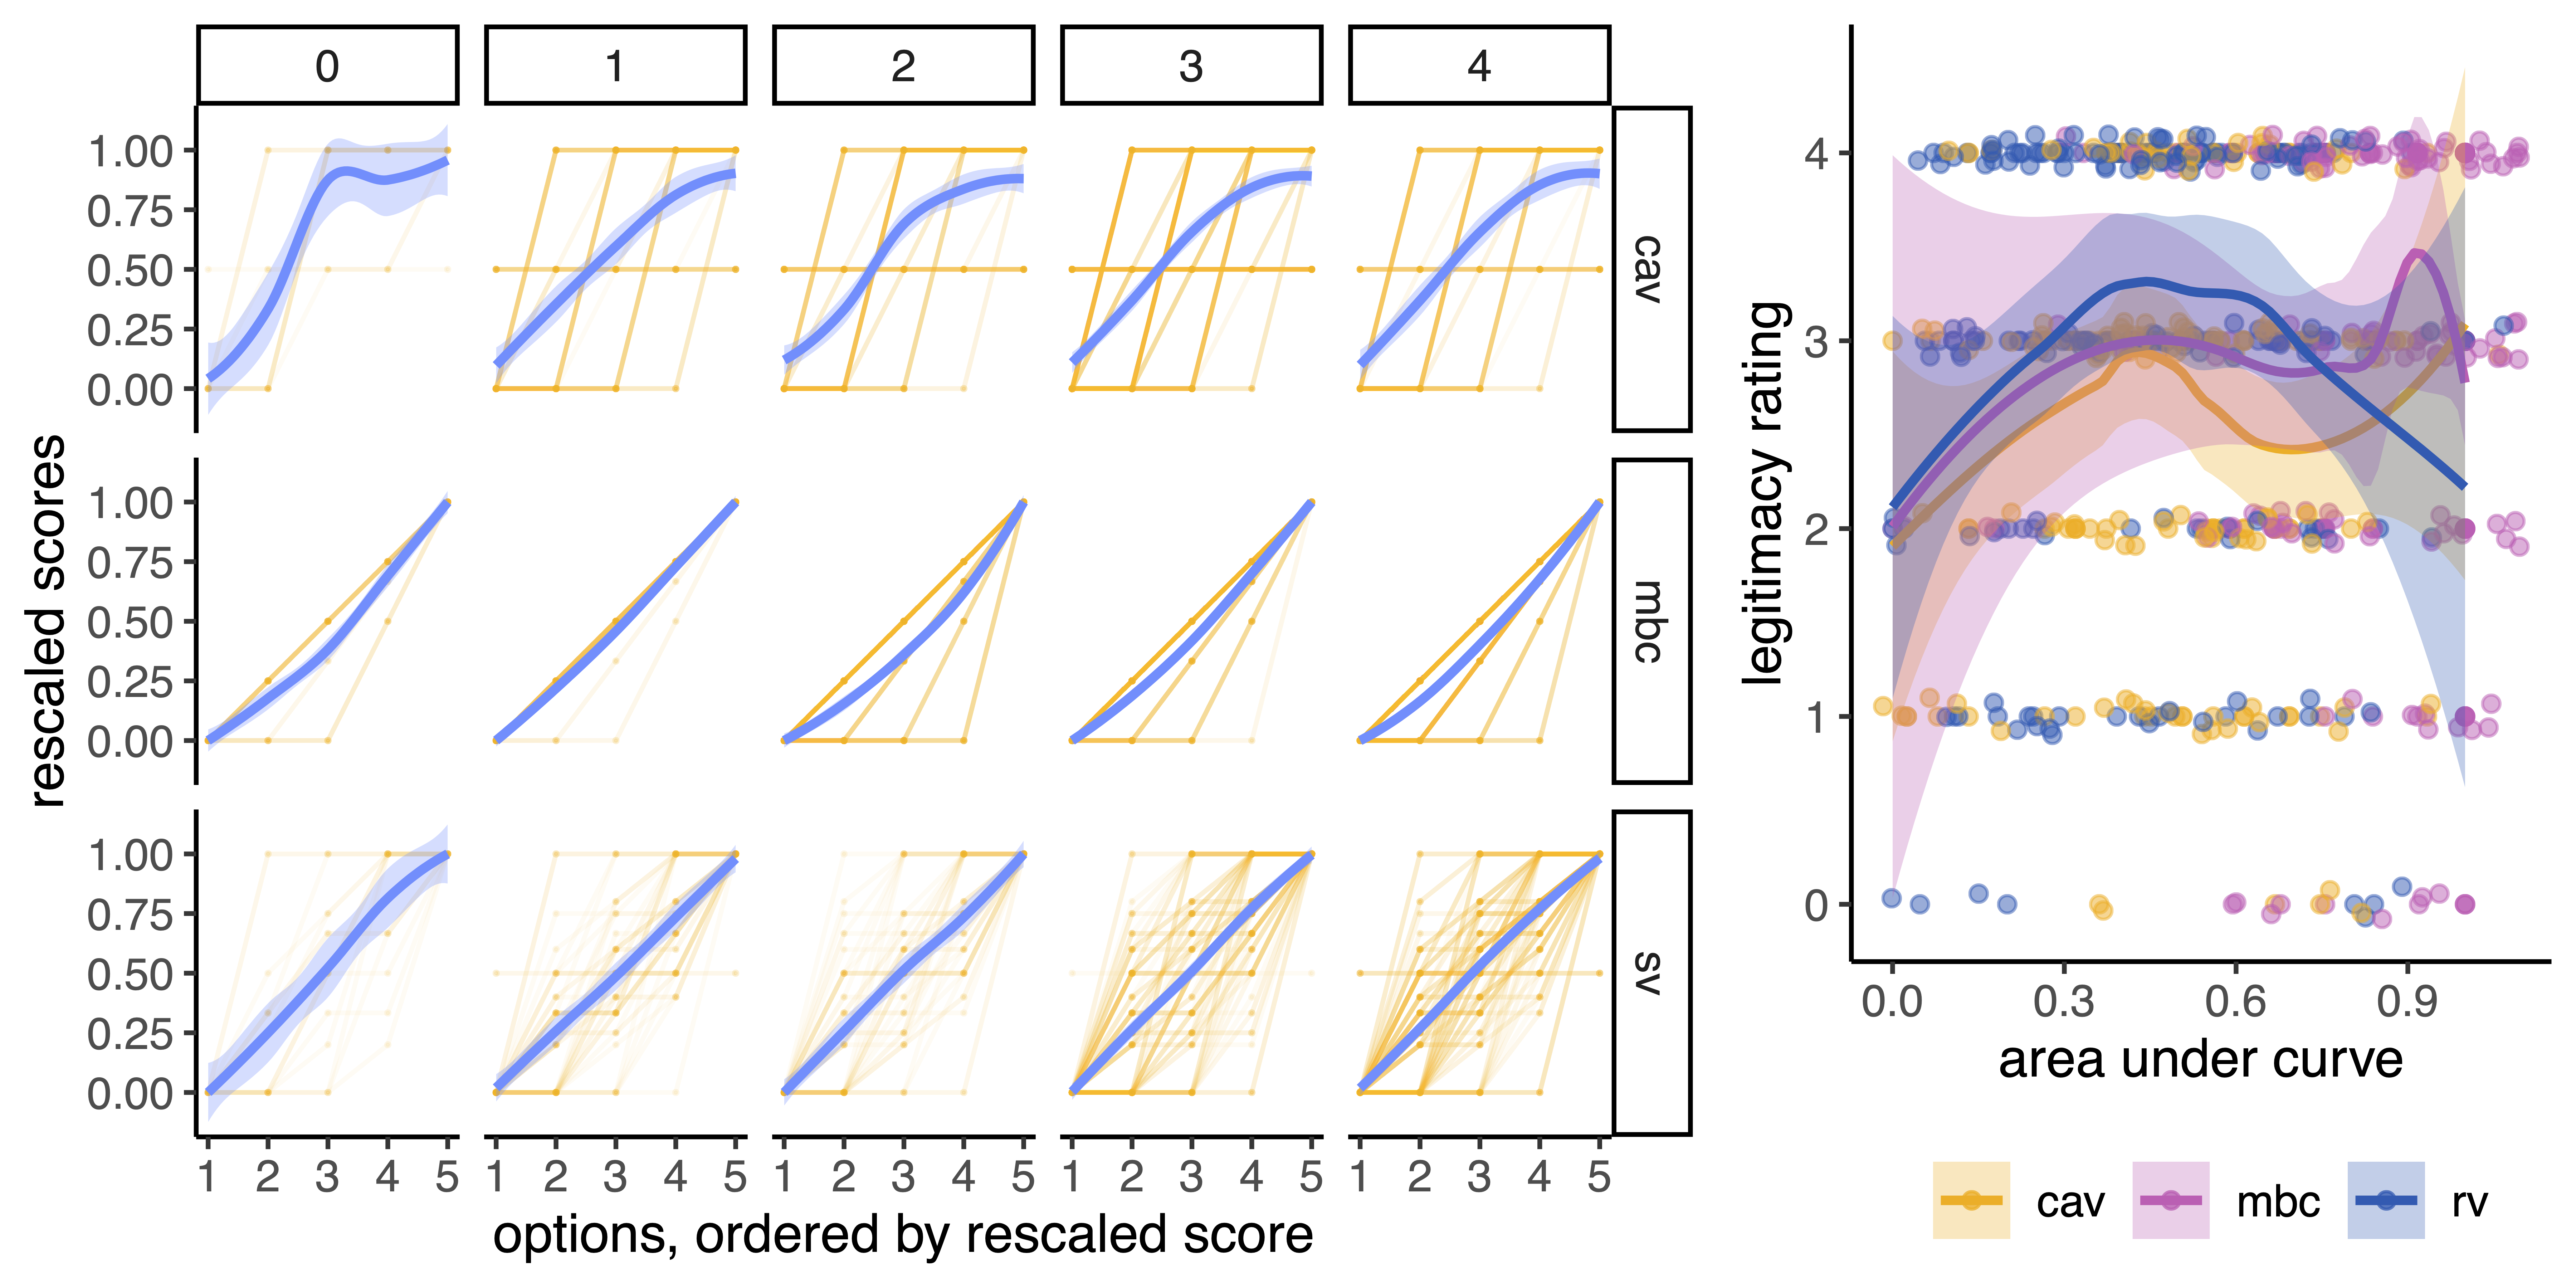 0 1 2 3 4
rescaled scores
1.00
0.75
0.50
0.25
0.00
cav
1.00
0.75
0.50
0.25
0.00
mbc
1.00
0.75
0.50
0.25
0.00
sv
1 2 3 4 5 1 2 3 4 5 1 2 3 4 5 1 2 3 4 5 1 2 3 4 5
options, ordered by rescaled score
legitimacy rating
4
3
2
1
0
0.0 0.3 0.6 0.9
area under curve
cav mbc rv